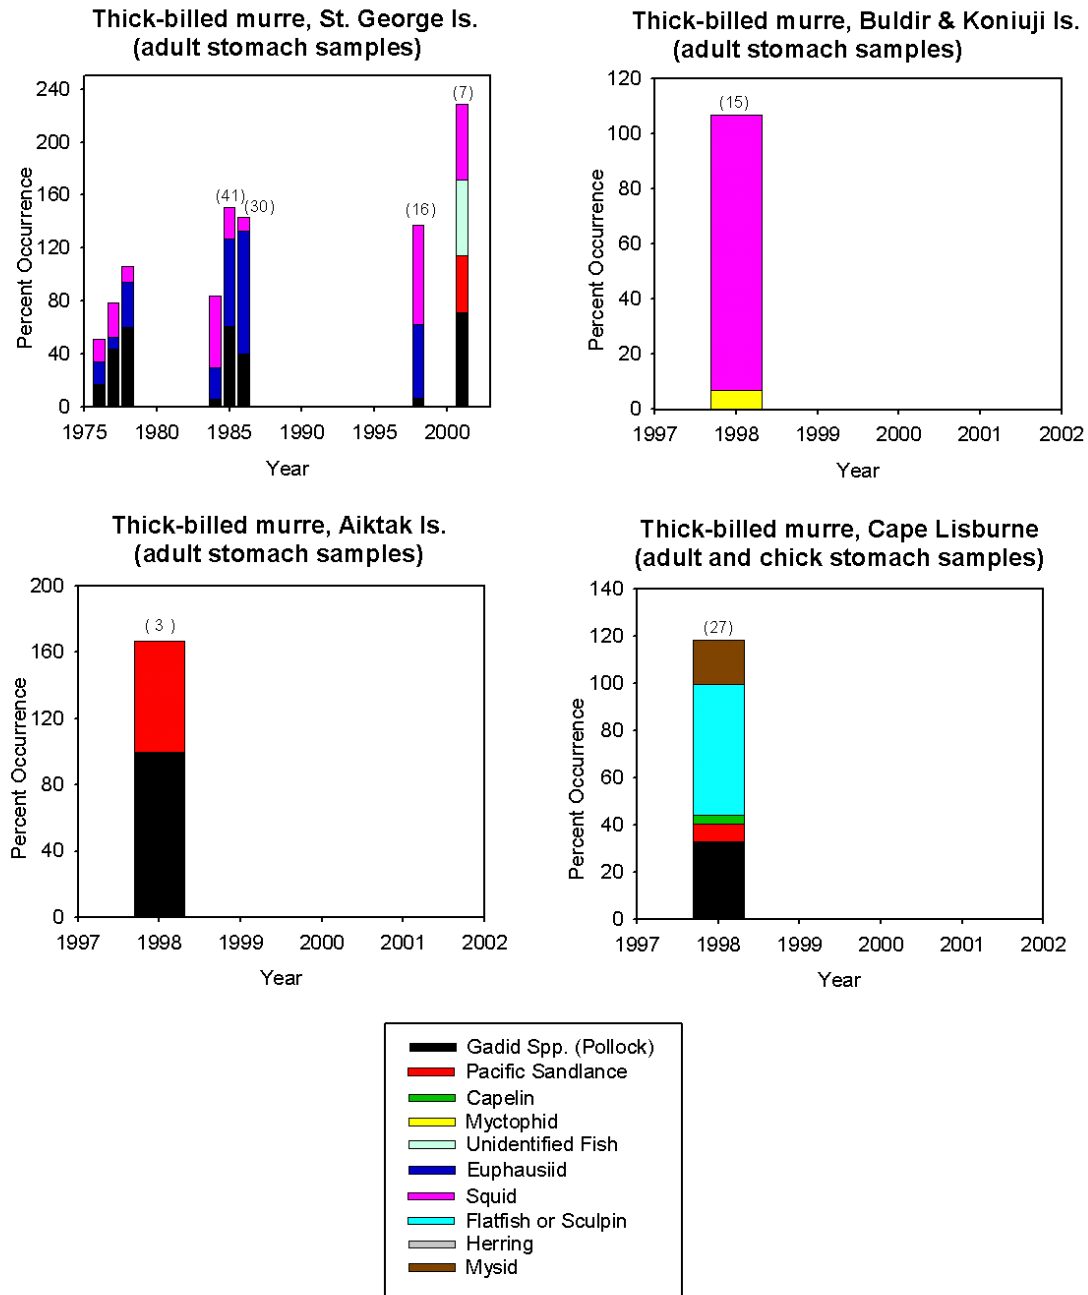 Thick-billed murre, St. George Is.
(adult stomach samples)
240
200
160
120
80
40
0
Percent Occurrence
(41)
(30)
(16)
(7)
1975 1980 1985 1990 1995 2000
Year
Thick-billed murre, Buldir & Koniuji Is.
(adult stomach samples)
120
100
80
60
40
20
0
Percent Occurrence
(15)
1997 1998 1999 2000 2001 2002
Year
Thick-billed murre, Aiktak Is.
(adult stomach samples)
200
160
120
80
40
0
Percent Occurrence
( 3 )
1997 1998 1999 2000 2001 2002
Year
Thick-billed murre, Cape Lisburne
(adult and chick stomach samples)
140
120
100
80
60
40
20
0
Percent Occurrence
(27)
1997 1998 1999 2000 2001 2002
Year
Gadid Spp. (Pollock)
Pacific Sandlance
Capelin
Myctophid
Unidentified Fish
Euphausiid
Squid
Flatfish or Sculpin
Herring
Mysid